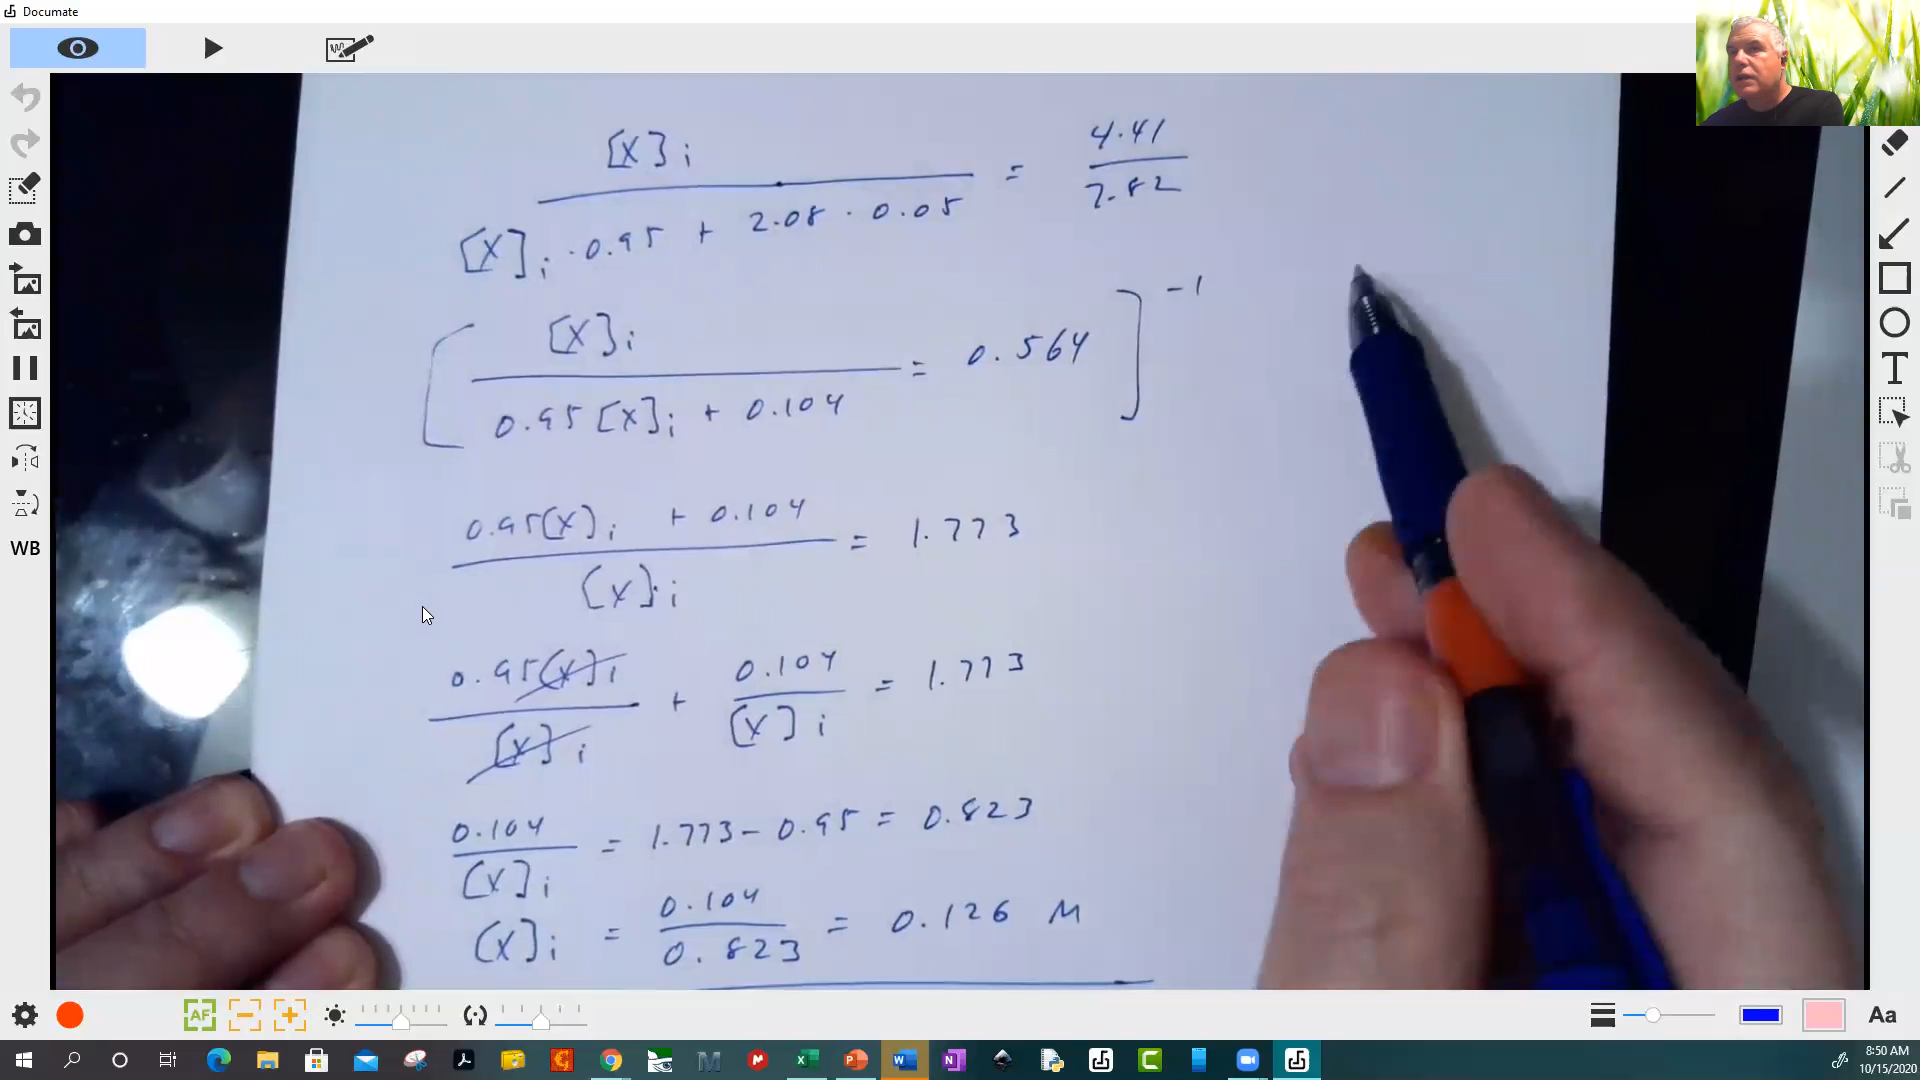 Documate
[X]i / [X]i · 0.95 + 2.08 · 0.05 = 4.41 / 7.82
[ [X]i / 0.95[X]i + 0.104 = 0.564 ]-1
0.95[X]i + 0.104 / [X]i = 1.773
0.95[X]i / [X]i + 0.104 / [X]i = 1.773
0.104 / [X]i = 1.773 - 0.95 = 0.823
[X]i = 0.104 / 0.823 = 0.126 M
T
WB
AF
Aa
8:50 AM
10/15/2020